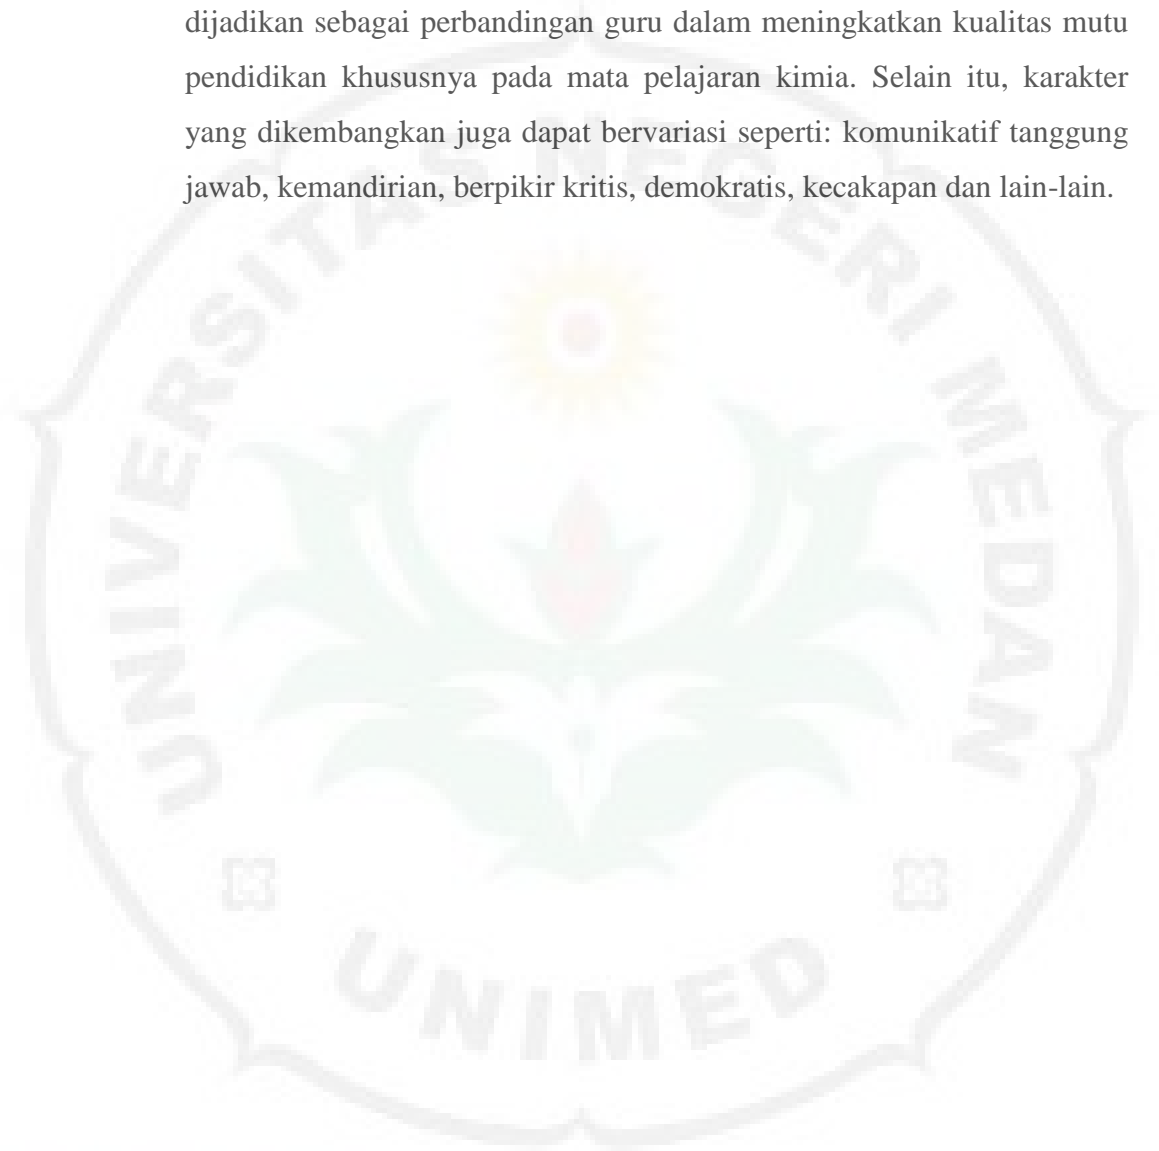 dijadikan sebagai perbandingan guru dalam meningkatkan kualitas mutu
pendidikan khususnya pada mata pelajaran kimia. Selain itu, karakter
yang dikembangkan juga dapat bervariasi seperti: komunikatif tanggung
jawab, kemandirian, berpikir kritis, demokratis, kecakapan dan lain-lain.
UNIVERSITAS NEGERI MEDAN
UNIMED